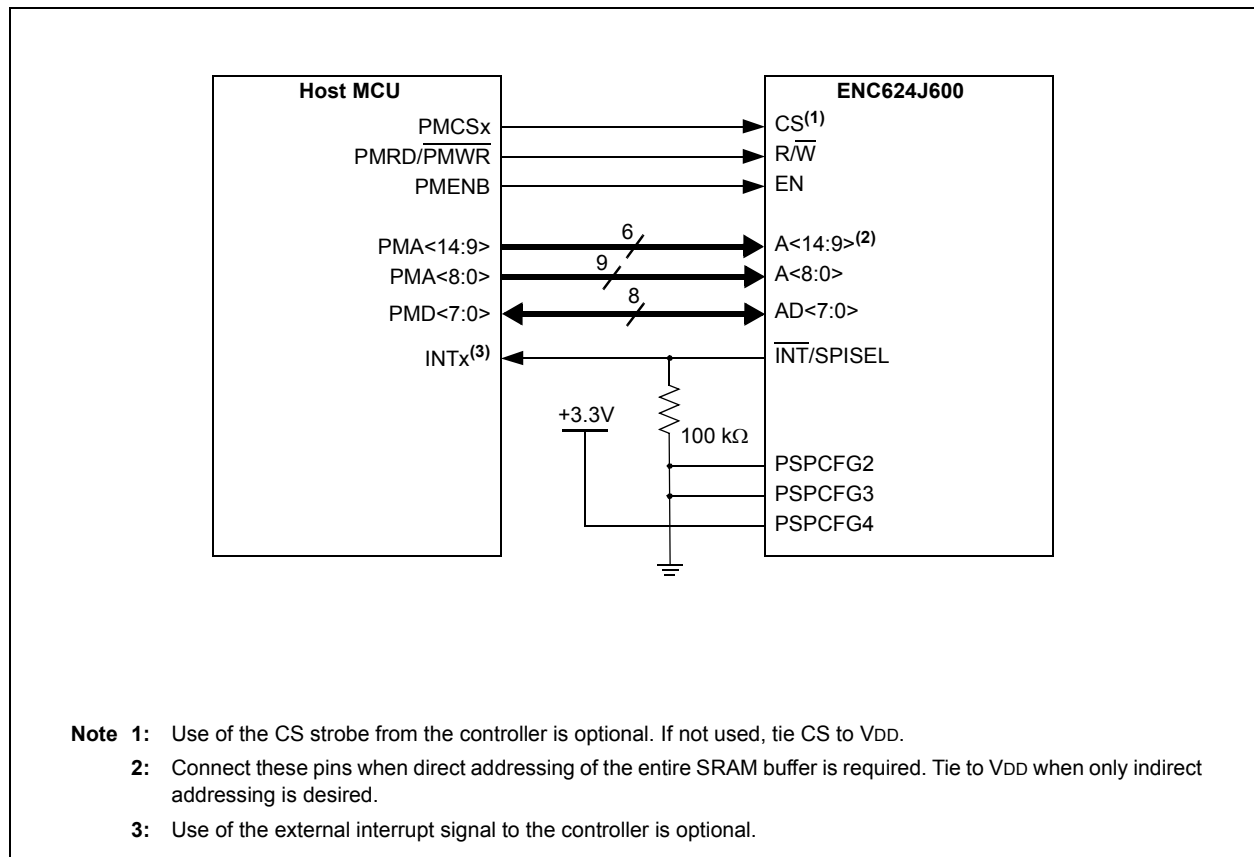 Host MCU
ENC624J600
PMCSx
CS(1)
PMRD/P̅M̅W̅R̅
R/W̅
PMENB
EN
PMA<14:9>
6
A<14:9>(2)
PMA<8:0>
9
A<8:0>
PMD<7:0>
8
AD<7:0>
INTx(3)
I̅N̅T̅/SPISEL
+3.3V
100 kΩ
PSPCFG2
PSPCFG3
PSPCFG4
Note 1: Use of the CS strobe from the controller is optional. If not used, tie CS to VDD.
2: Connect these pins when direct addressing of the entire SRAM buffer is required. Tie to VDD when only indirect
addressing is desired.
3: Use of the external interrupt signal to the controller is optional.